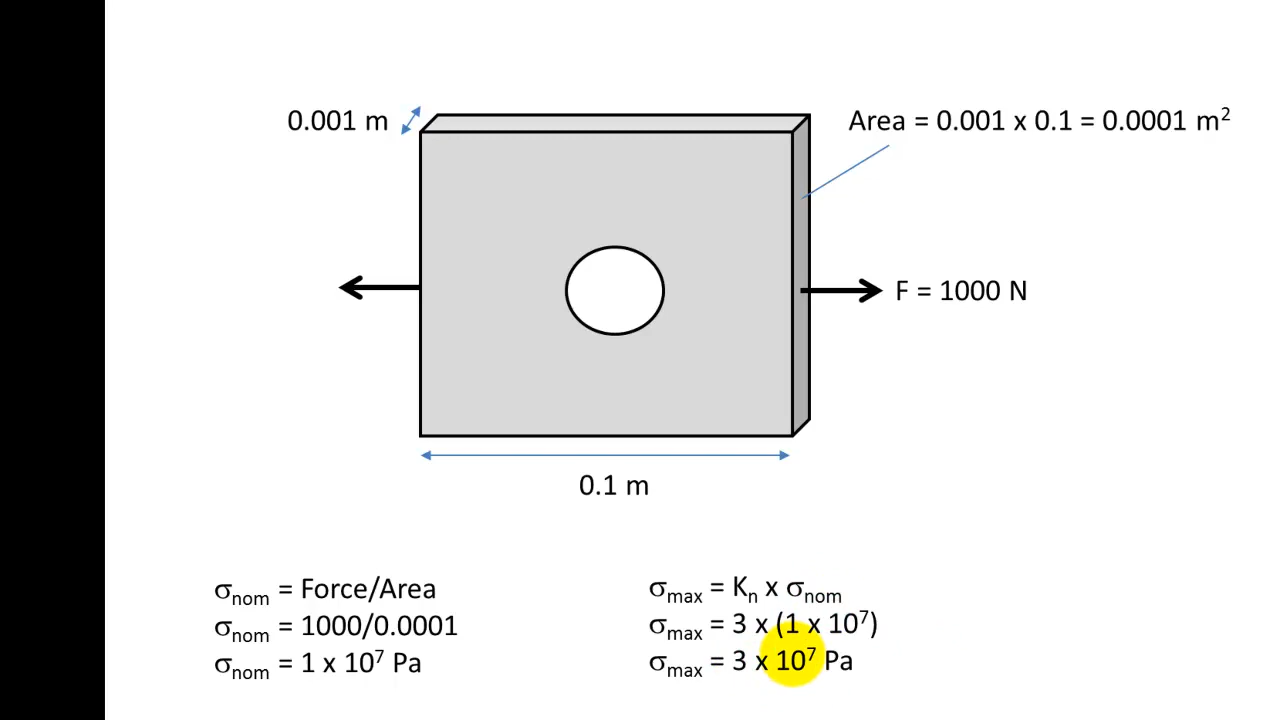 0.001 m
Area = 0.001 x 0.1 = 0.0001 m²
F = 1000 N
0.1 m
σnom = Force/Area
σnom = 1000/0.0001
σnom = 1 x 10⁷ Pa
σmax = Kn x σnom
σmax = 3 x (1 x 10⁷)
σmax = 3 x 10⁷ Pa